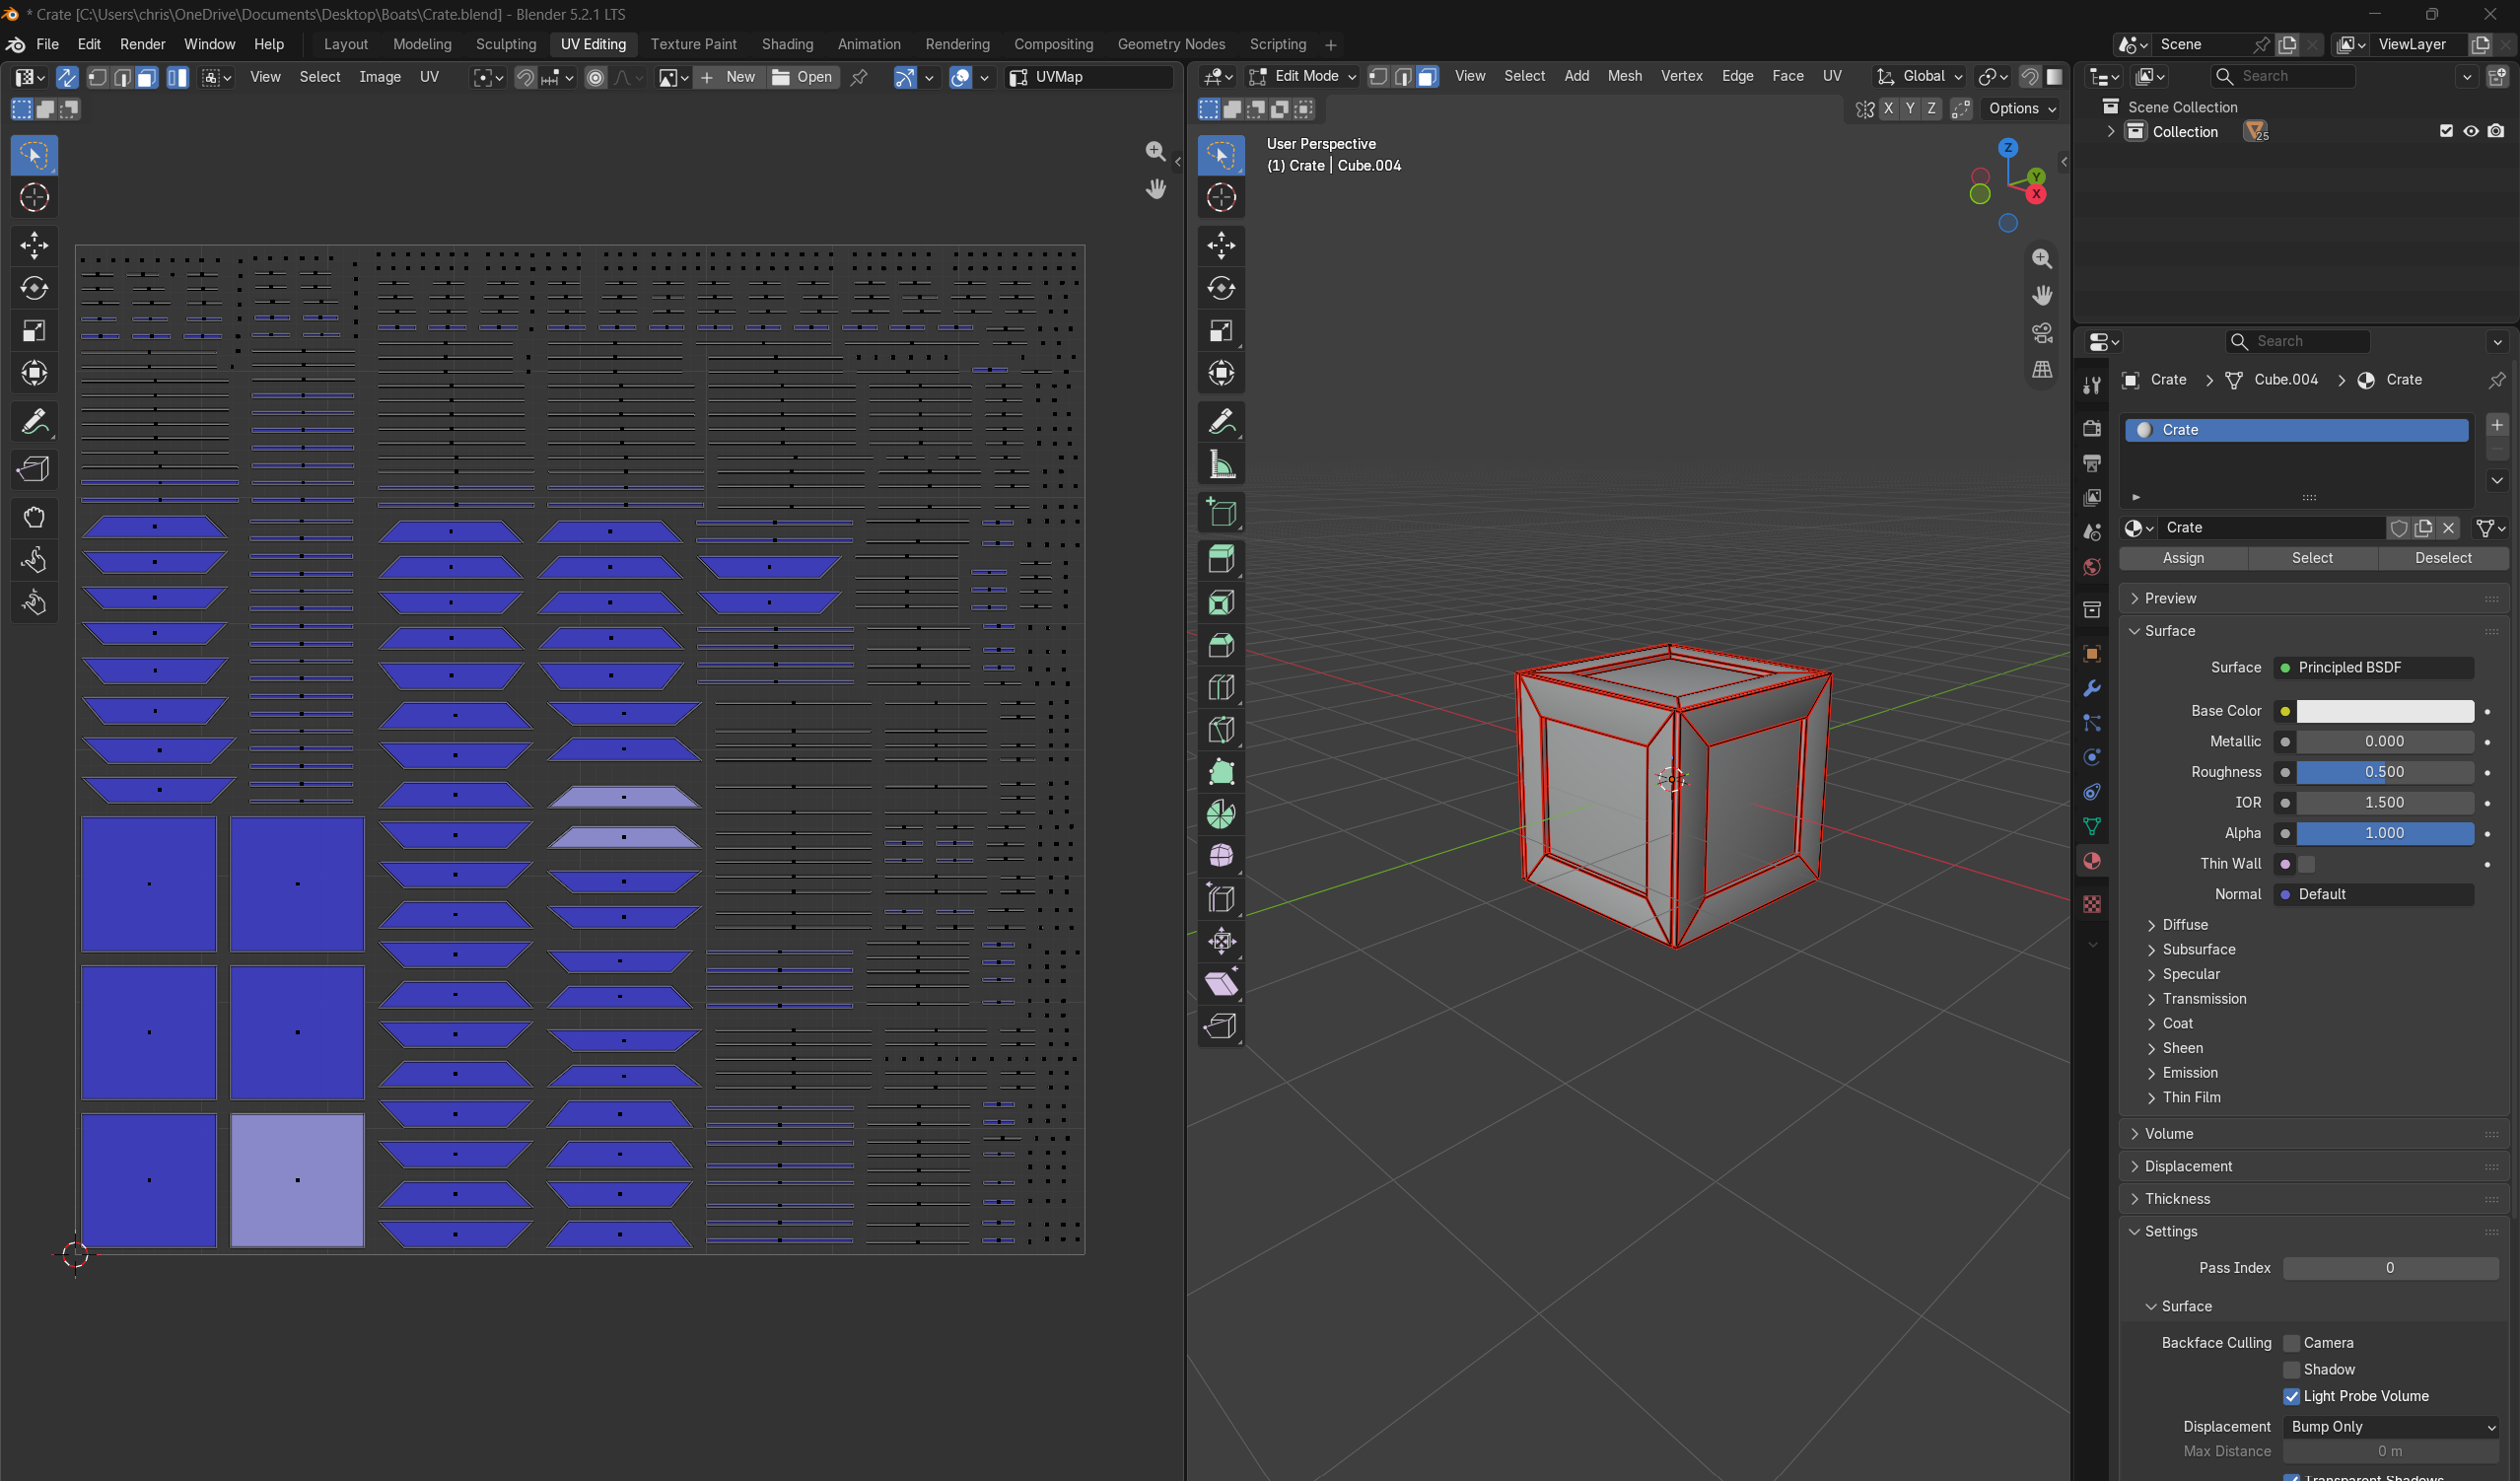 * Crate [C:\Users\chris\OneDrive\Documents\Desktop\Boats\Crate.blend] - Blender 5.2.1 LTS
File Edit Render Window Help Layout Modeling Sculpting UV Editing Texture Paint Shading Animation Rendering Compositing Geometry Nodes Scripting + Scene ViewLayer
View Select Image UV New Open UVMap
Edit Mode View Select Add Mesh Vertex Edge Face UV Global
X Y Z Options
User Perspective
(1) Crate | Cube.004
Z
Y
X
Search
Scene Collection
Collection 25
Search
Crate > Cube.004 > Crate
Crate
Crate
Assign Select Deselect
Preview
Surface
Surface Principled BSDF
Base Color
Metallic 0.000
Roughness 0.500
IOR 1.500
Alpha 1.000
Thin Wall
Normal Default
Diffuse
Subsurface
Specular
Transmission
Coat
Sheen
Emission
Thin Film
Volume
Displacement
Thickness
Settings
Pass Index 0
Surface
Backface Culling Camera
Shadow
Light Probe Volume
Displacement Bump Only
Max Distance 0 m
Transparent Shadows